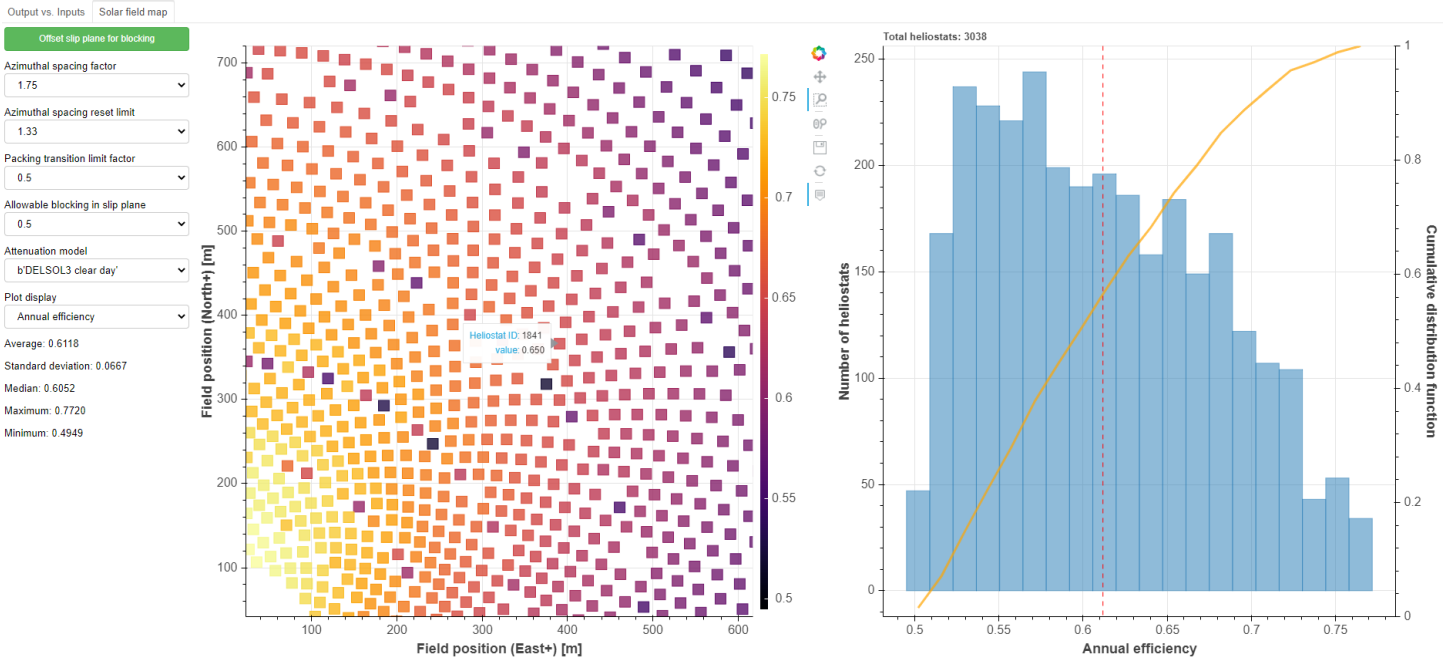 Output vs. Inputs
Solar field map
Offset slip plane for blocking
Azimuthal spacing factor
1.75
Azimuthal spacing reset limit
1.33
Packing transition limit factor
0.5
Allowable blocking in slip plane
0.5
Attenuation model
b'DELSOL3 clear day'
Plot display
Annual efficiency
Average: 0.6118
Standard deviation: 0.0667
Median: 0.6052
Maximum: 0.7720
Minimum: 0.4949
Field position (North+) [m]
700
600
500
400
300
200
100
Heliostat ID: 1841
value: 0.650
100
200
300
400
500
600
Field position (East+) [m]
0.75
0.7
0.65
0.6
0.55
0.5
Total heliostats: 3038
Number of heliostats
250
200
150
100
50
0
0.5
0.55
0.6
0.65
0.7
0.75
Annual efficiency
1
0.8
0.6
0.4
0.2
0
Cumulative distribution function